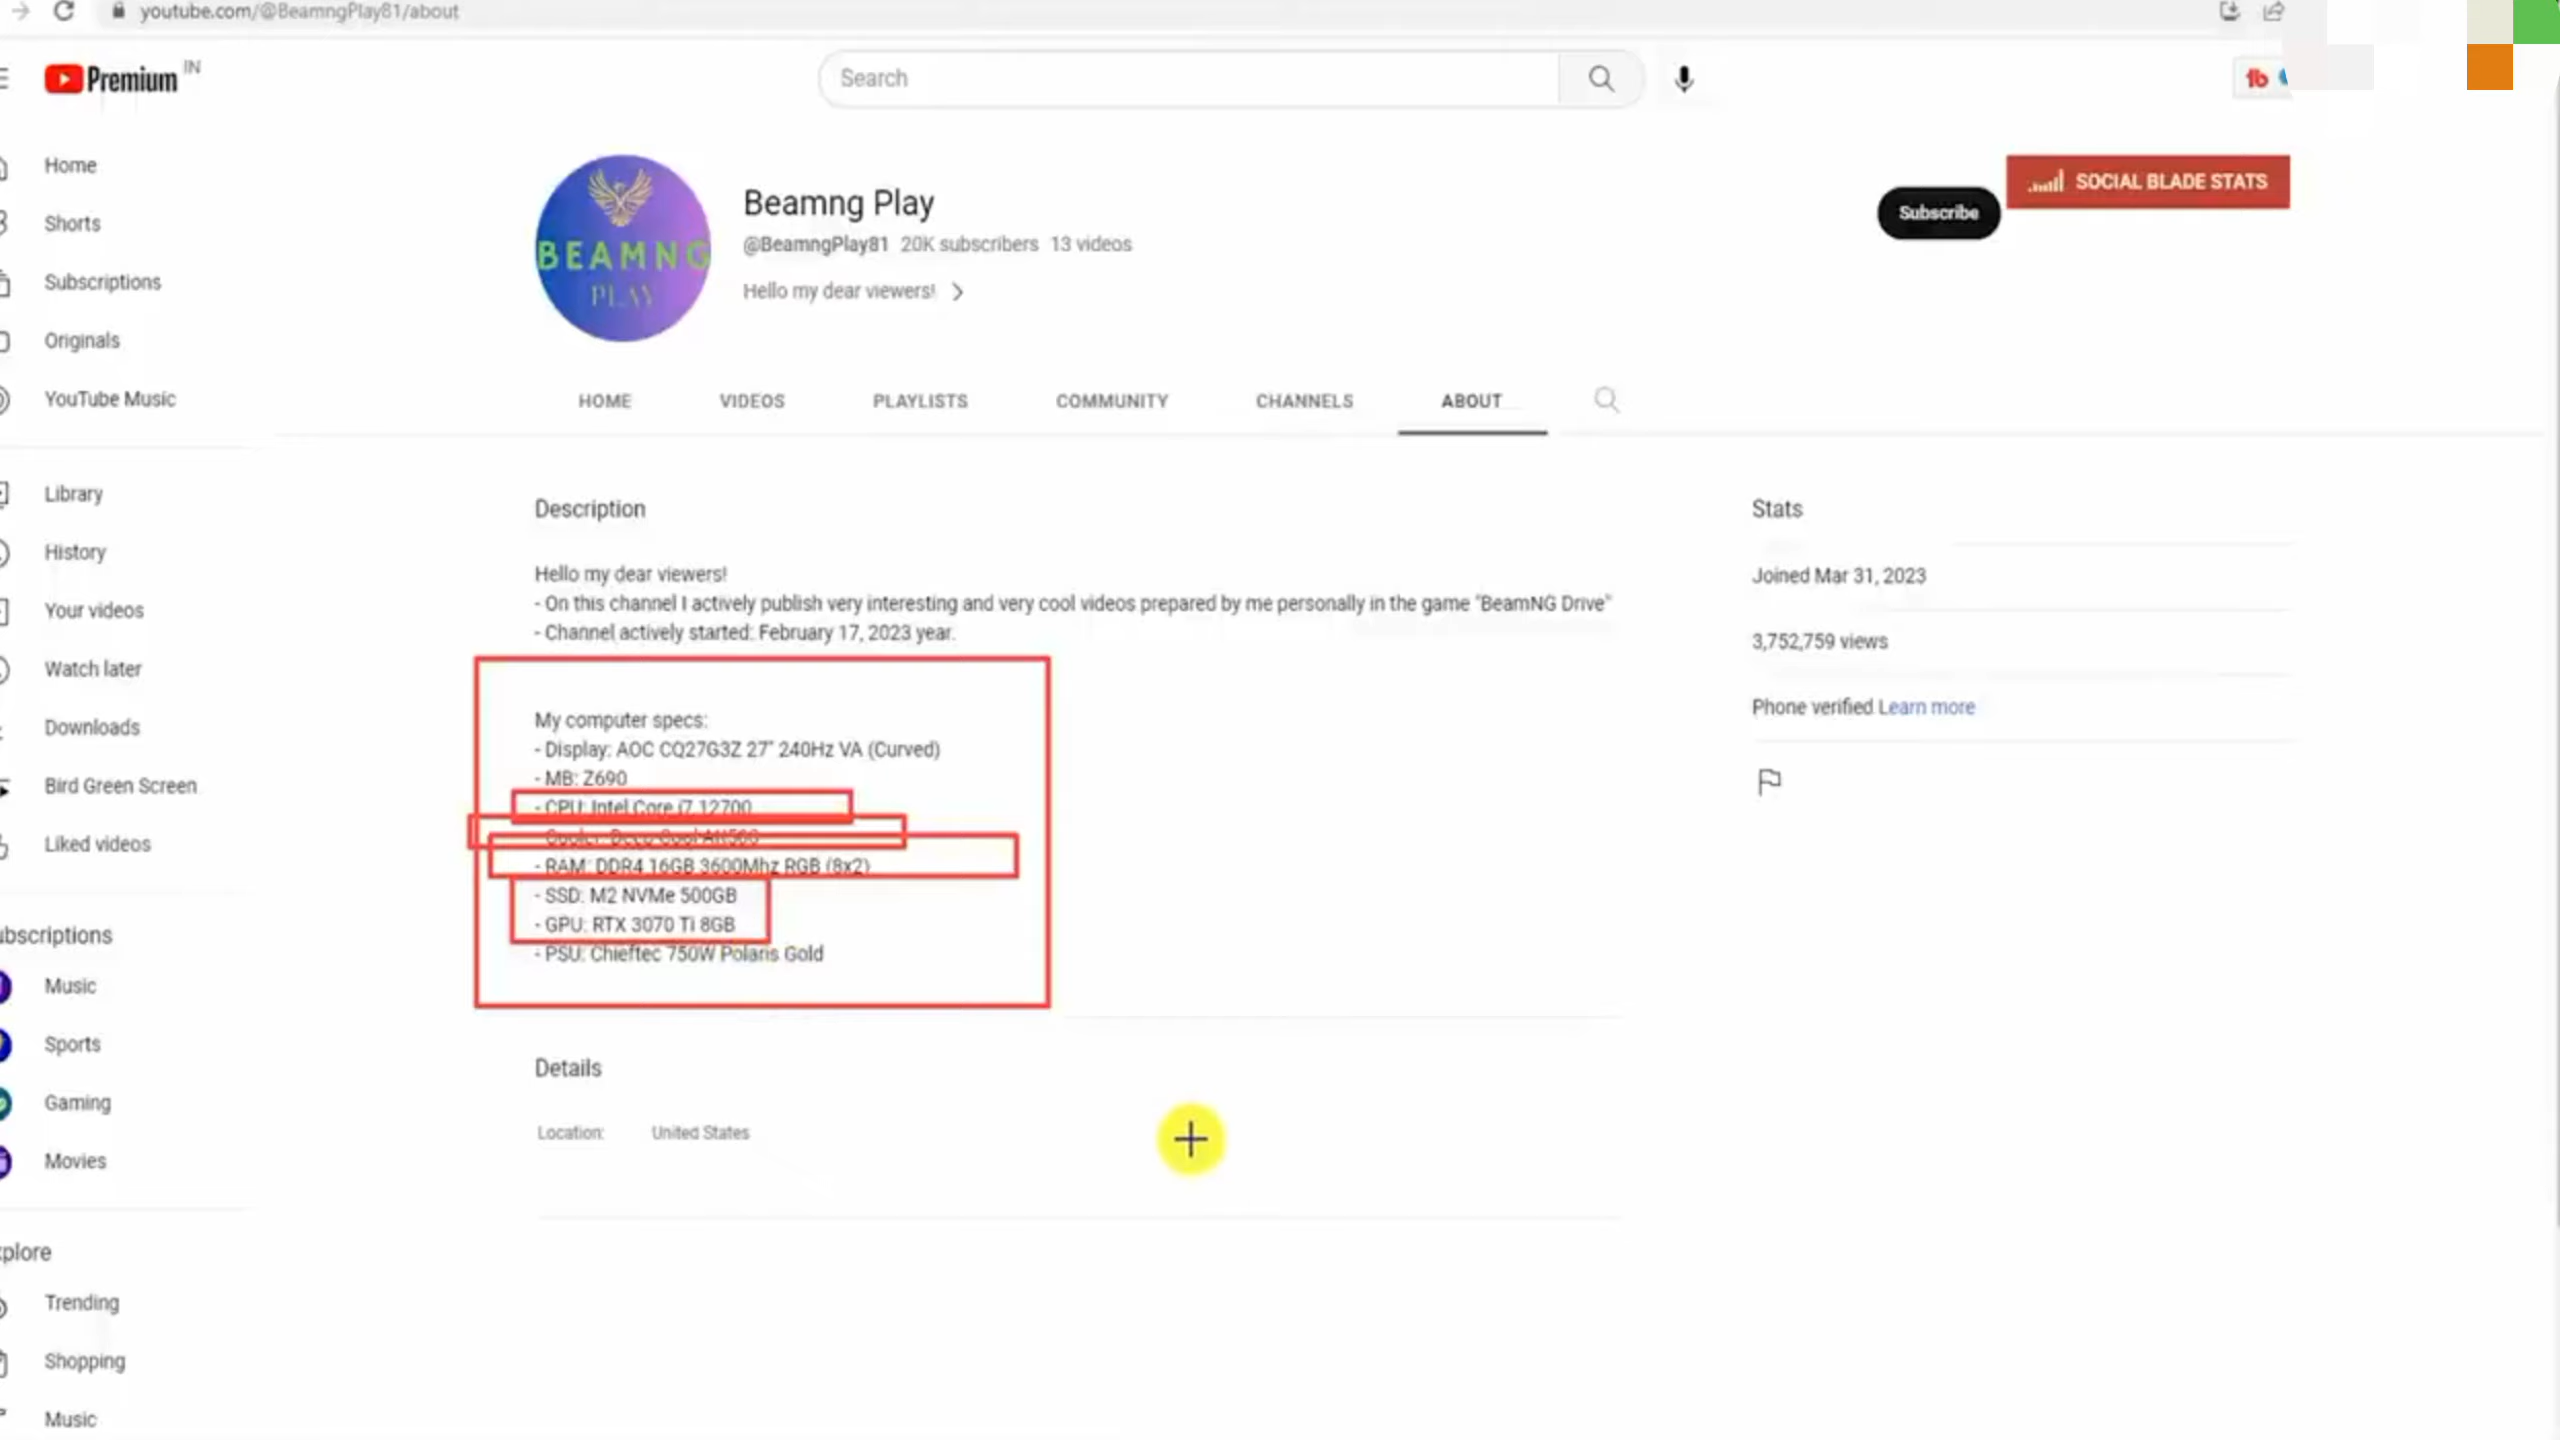 youtube.com/@BeamngPlay81/about
Premium IN
Search
Home
Shorts
Subscriptions
Originals
YouTube Music
Library
History
Your videos
Watch later
Downloads
Bird Green Screen
Liked videos
ubscriptions
Music
Sports
Gaming
Movies
xplore
Trending
Shopping
Music
BEAMNG
PLAY
Beamng Play
@BeamngPlay81 20K subscribers 13 videos
Hello my dear viewers!
Subscribe
SOCIAL BLADE STATS
HOME VIDEOS PLAYLISTS COMMUNITY CHANNELS ABOUT
Description
Hello my dear viewers!
- On this channel I actively publish very interesting and very cool videos prepared by me personally in the game "BeamNG Drive"
- Channel actively started: February 17, 2023 year.
My computer specs:
- Display: AOC CQ27G3Z 27" 240Hz VA (Curved)
- MB: Z690
- CPU: Intel Core i7 12700
- Cooler: Cool
- RAM: DDR4 16GB 3600Mhz RGB (8x2)
- SSD: M2 NVMe 500GB
- GPU: RTX 3070 Ti 8GB
- PSU: Chieftec 750W Polaris Gold
Details
Location: United States
Stats
Joined Mar 31, 2023
3,752,759 views
Phone verified Learn more